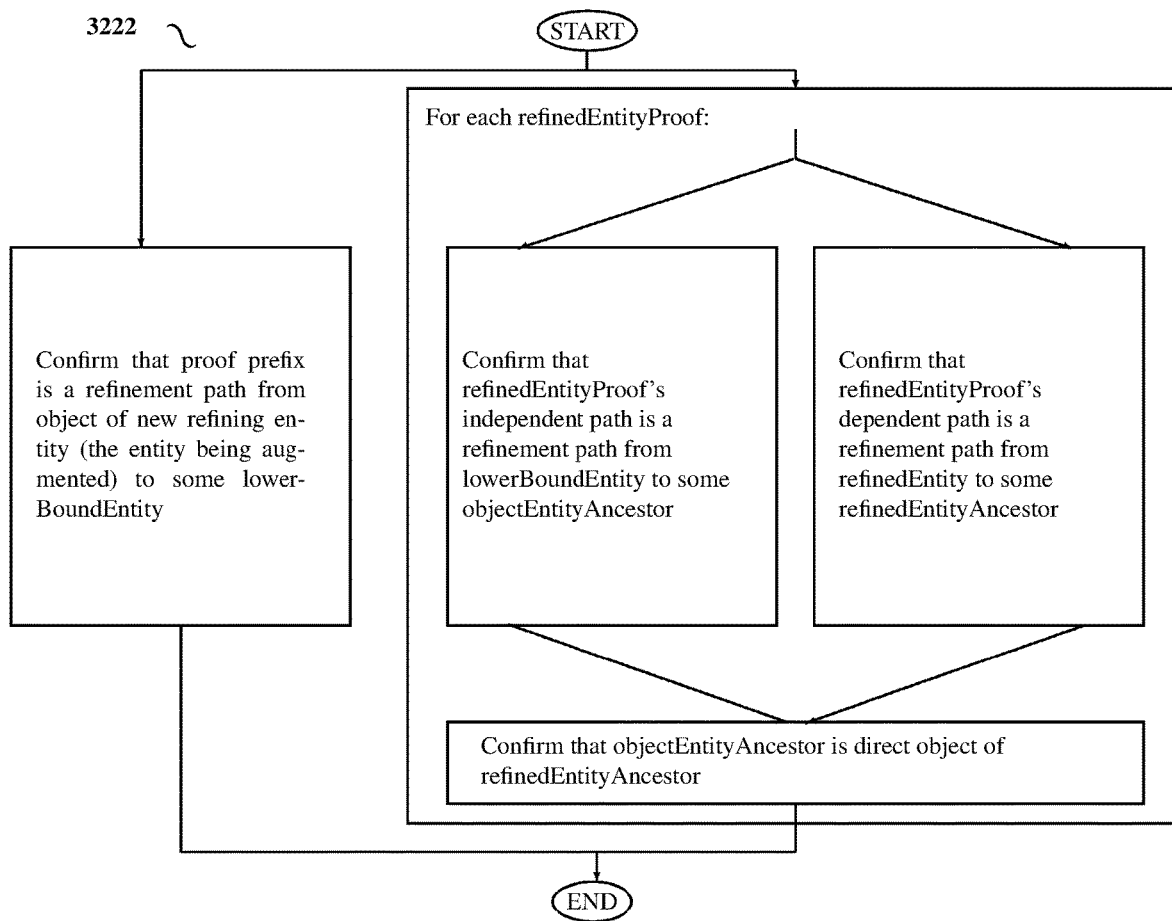 3222
START
For each refinedEntityProof:
Confirm that proof prefix
is a refinement path from
object of new refining en-
tity (the entity being aug-
mented) to some lower-
BoundEntity
Confirm that
refinedEntityProof's
independent path is a
refinement path from
lowerBoundEntity to some
objectEntityAncestor
Confirm that
refinedEntityProof's
dependent path is a
refinement path from
refinedEntity to some
refinedEntityAncestor
Confirm that objectEntityAncestor is direct object of
refinedEntityAncestor
END